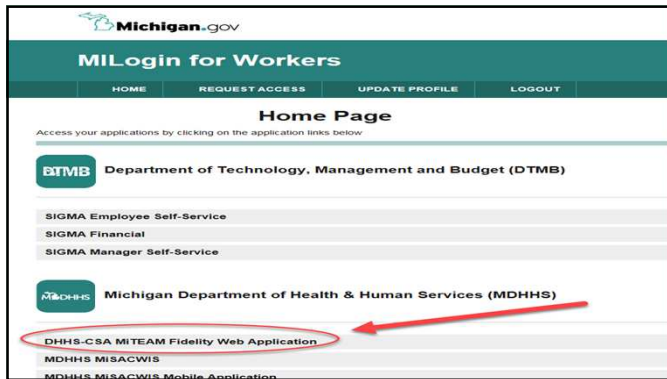 Michigan.gov
MILogin for Workers
HOME REQUEST ACCESS UPDATE PROFILE LOGOUT
Home Page
Access your applications by clicking on the application links below
DTMB Department of Technology, Management and Budget (DTMB)
SIGMA Employee Self-Service
SIGMA Financial
SIGMA Manager Self-Service
M&DHHS Michigan Department of Health & Human Services (MDHHS)
DHHS-CSA MiTEAM Fidelity Web Application
MDHHS MiSACWIS
MDHHS MiSACWIS Mobile Application